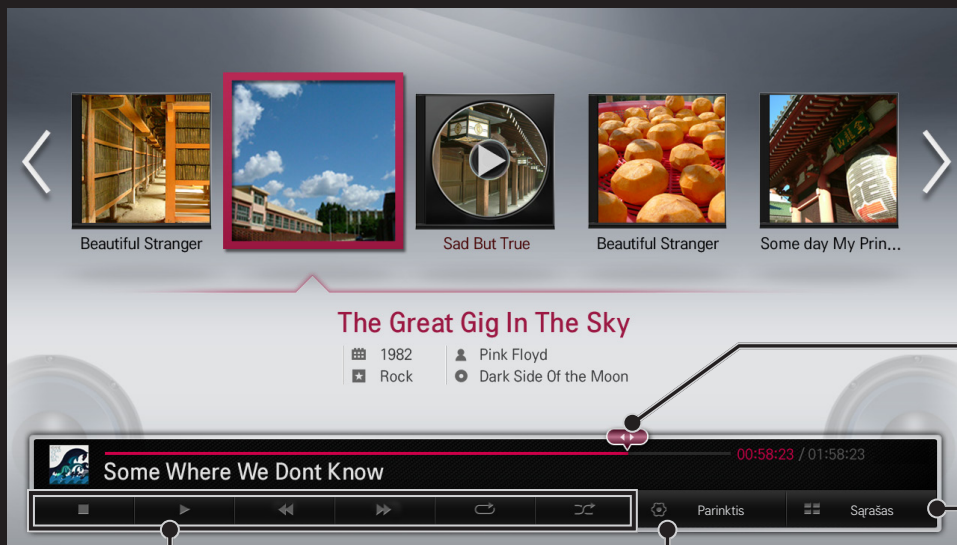 Beautiful Stranger
Sad But True
Beautiful Stranger
Some day My Prin...
The Great Gig In The Sky
1982
Pink Floyd
Rock
Dark Side Of the Moon
00:58:23 / 01:58:23
Some Where We Dont Know
Parinktis
Sąrašas